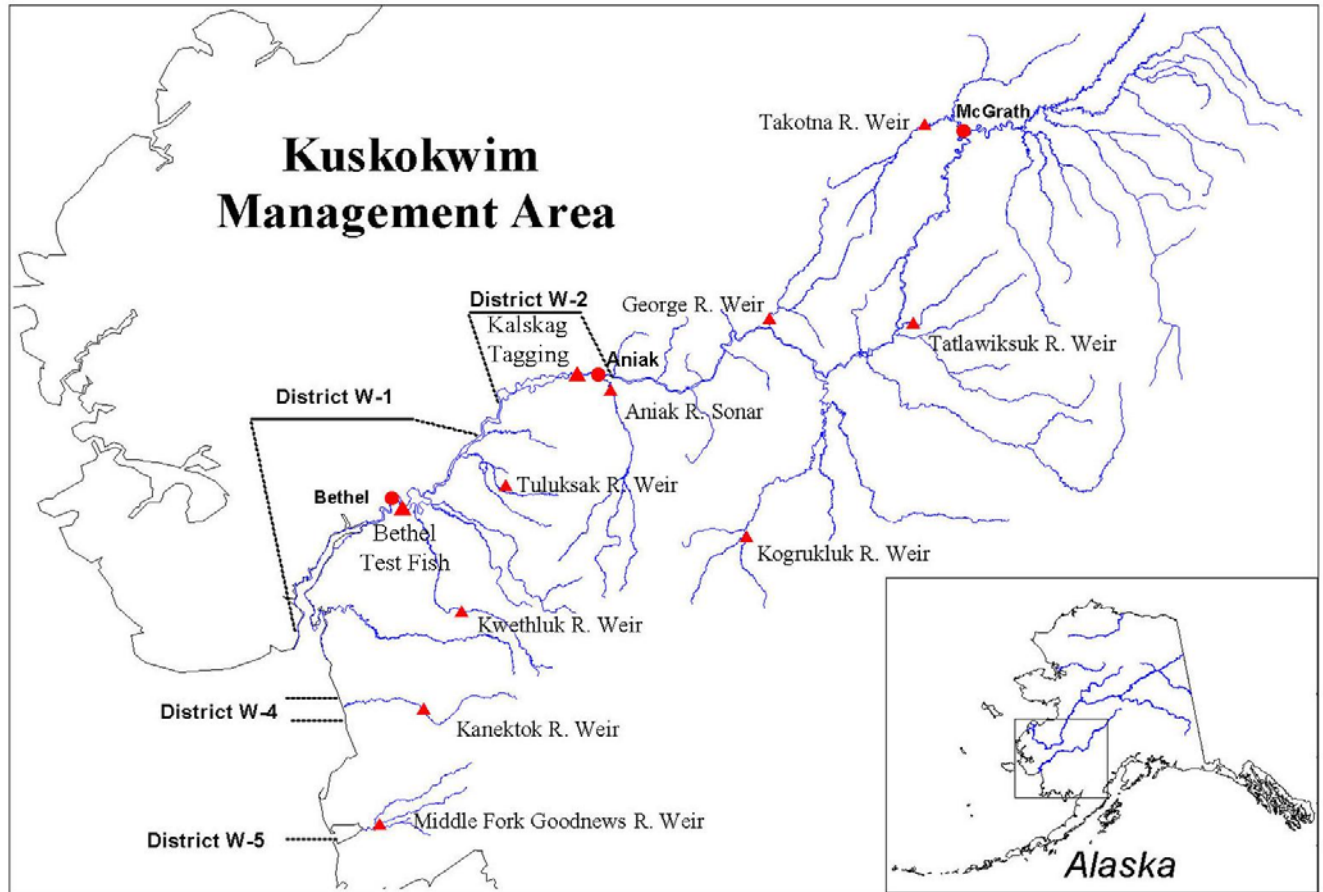 Kuskokwim
Management Area
Takotna R. Weir
McGrath
District W-2
Kalskag
Tagging
George R. Weir
Aniak
Tatlawiksuk R. Weir
District W-1
Aniak R. Sonar
Bethel
Tuluksak R. Weir
Bethel
Test Fish
Kogrukluk R. Weir
Kwethluk R. Weir
District W-4
Kanektok R. Weir
Middle Fork Goodnews R. Weir
District W-5
Alaska